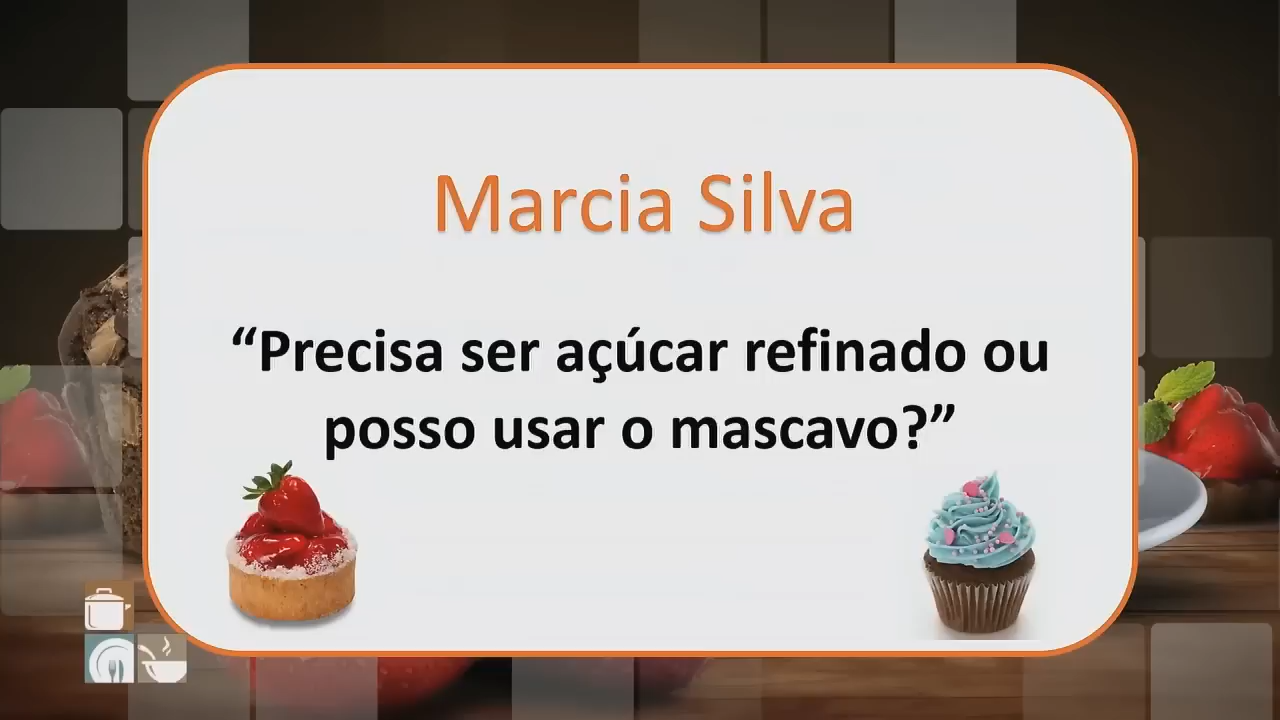 Marcia Silva
“Precisa ser açúcar refinado ou
posso usar o mascavo?”